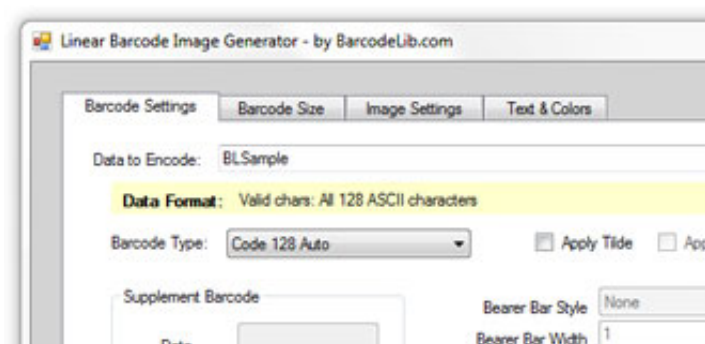 Linear Barcode Image Generator - by BarcodeLib.com
Barcode Settings Barcode Size Image Settings Text & Colors
Data to Encode: BLSample
Data Format: Valid chars: All 128 ASCII characters
Barcode Type: Code 128 Auto Apply Tilde
Supplement Barcode
Bearer Bar Style None
Bearer Bar Width 1